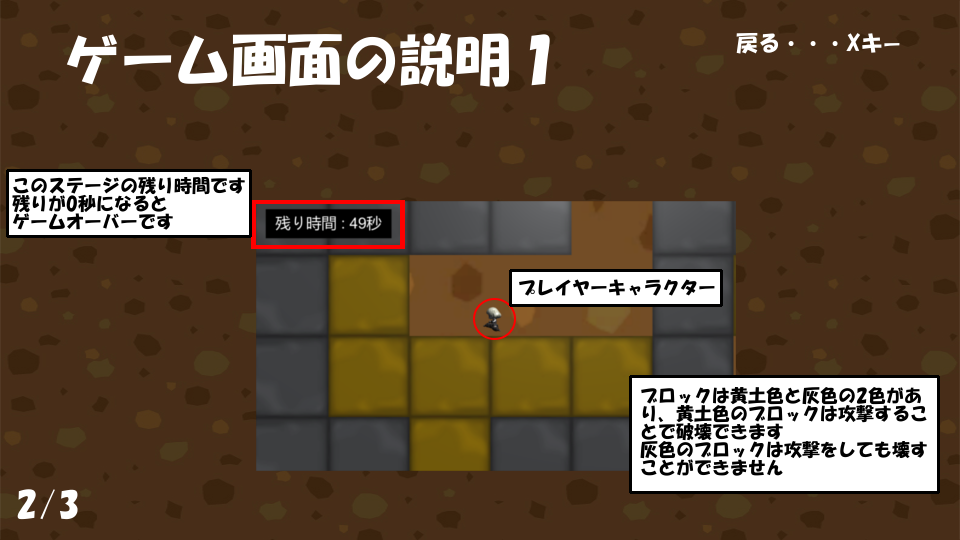 ゲーム画面の説明1
戻る・・・Xキー
このステージの残り時間です
残りが0秒になると
ゲームオーバーです
残り時間 : 49秒
プレイヤーキャラクター
ブロックは黄土色と灰色の2色があ
り、黄土色のブロックは攻撃するこ
とで破壊できます
灰色のブロックは攻撃をしても壊す
ことができません
2/3